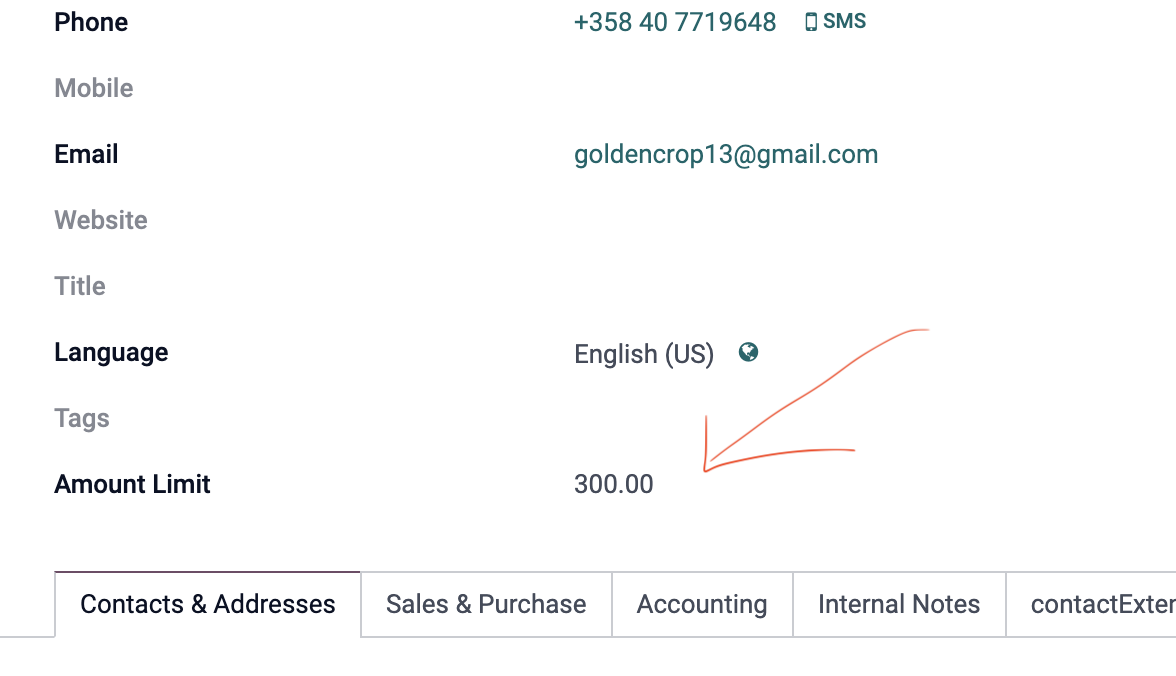 Phone +358 40 7719648 SMS
Mobile
Email goldencrop13@gmail.com
Website
Title
Language English (US)
Tags
Amount Limit 300.00
Contacts & Addresses Sales & Purchase Accounting Internal Notes contactExter